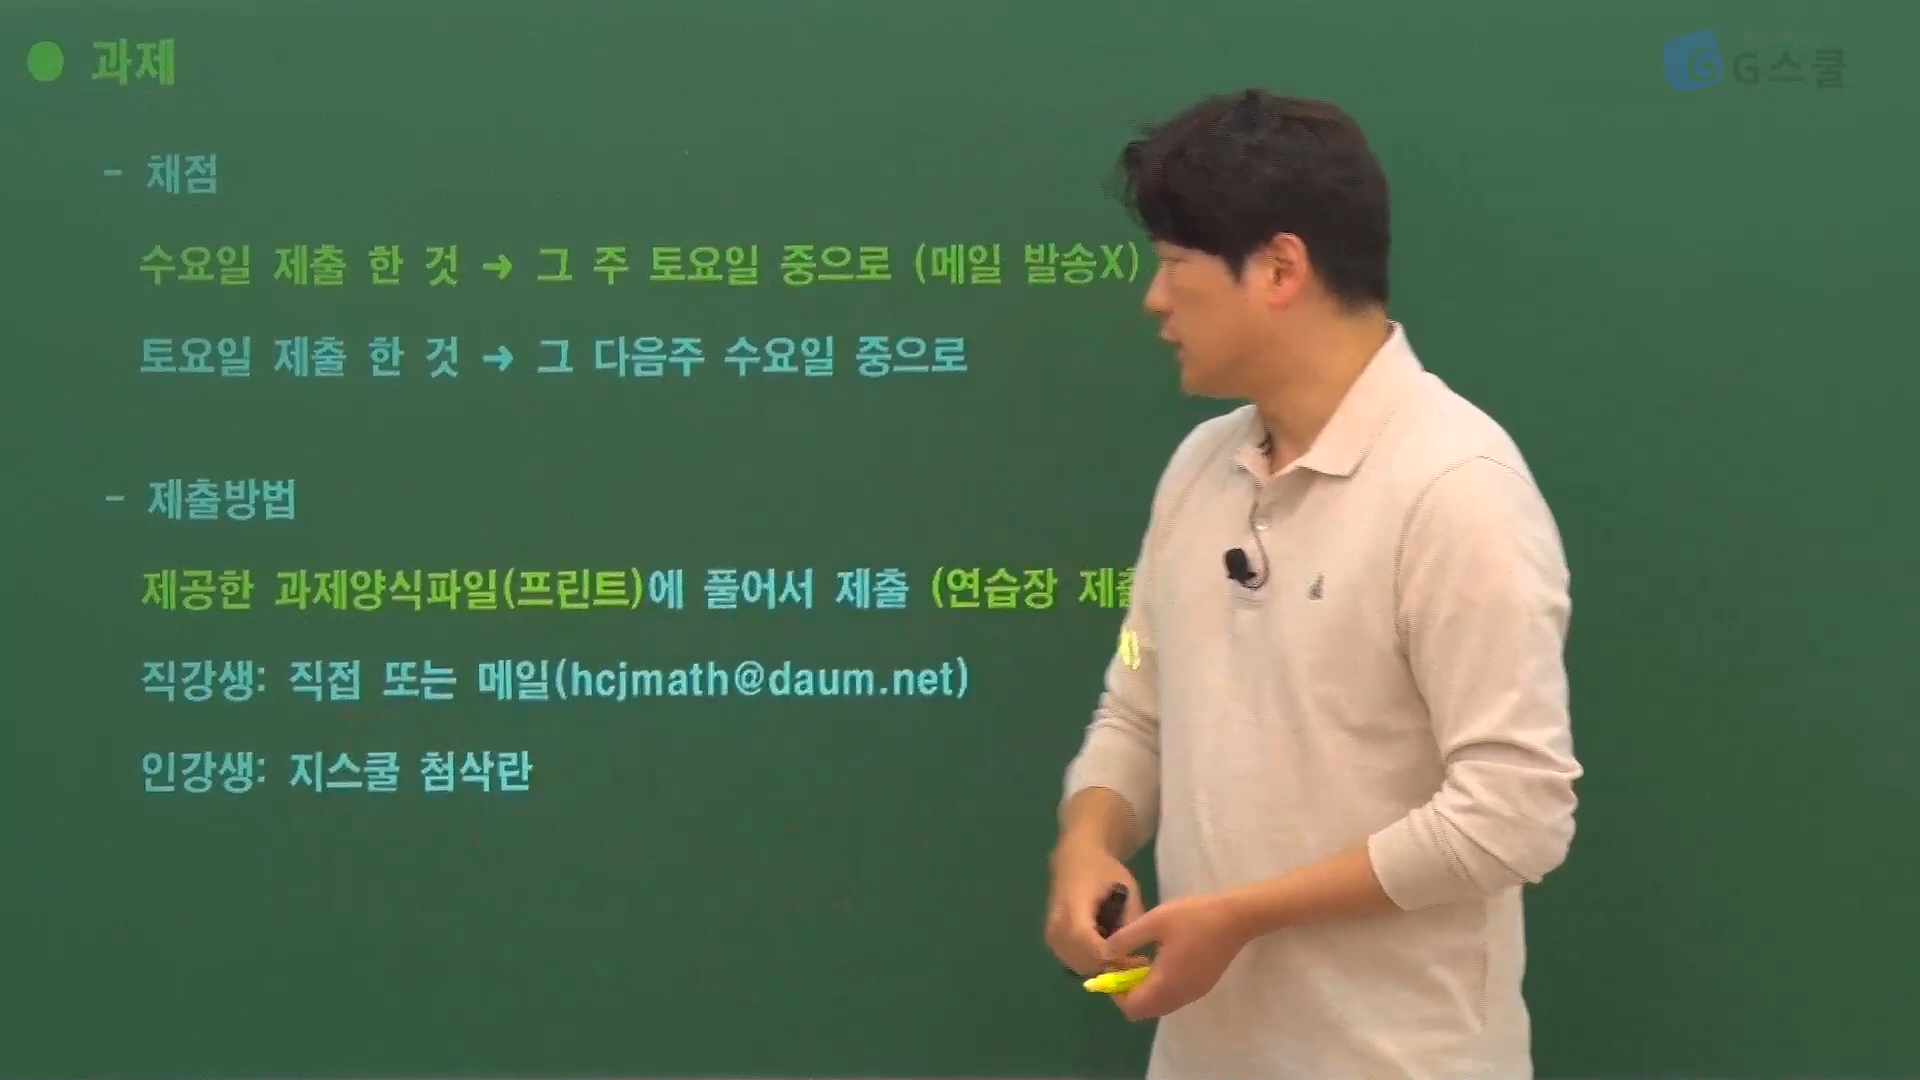 ● 과제
G스쿨
- 채점
수요일 제출 한 것 → 그 주 토요일 중으로 (메일 발송X)
토요일 제출 한 것 → 그 다음주 수요일 중으로
- 제출방법
제공한 과제양식파일(프린트)에 풀어서 제출 (연습장
직강생: 직접 또는 메일(hcjmath@daum.net)
인강생: 지스쿨 첨삭란